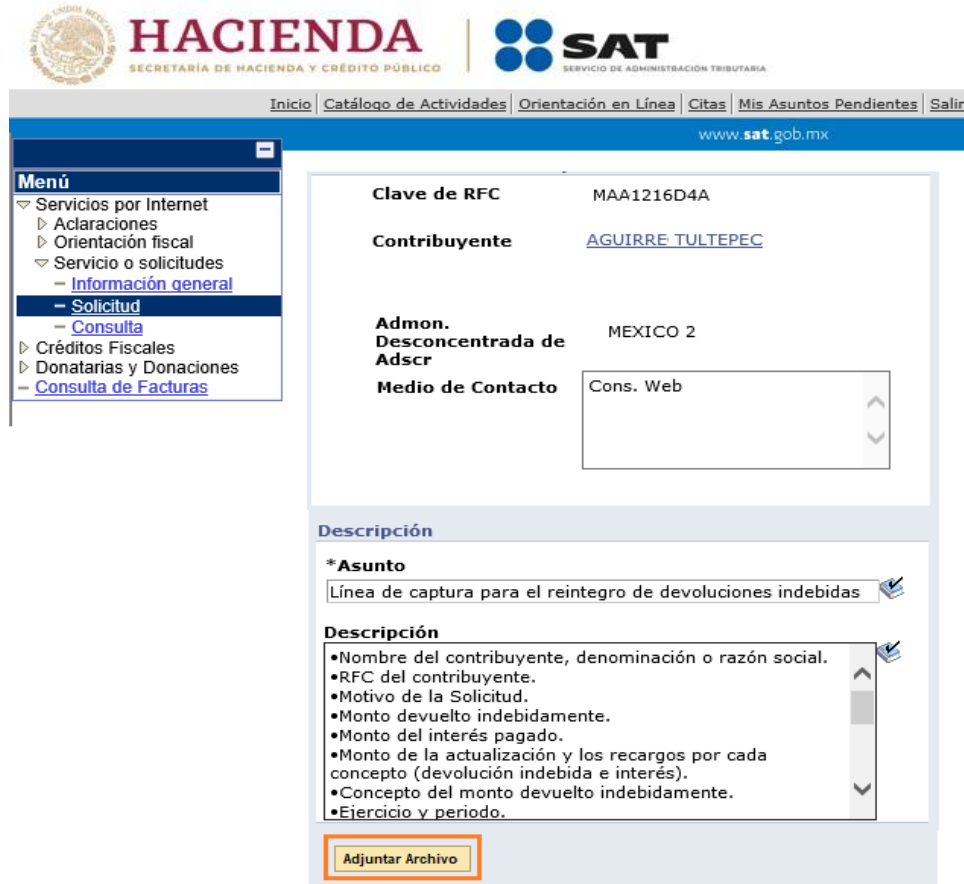 HACIENDA
SECRETARÍA DE HACIENDA Y CRÉDITO PÚBLICO
SAT
SERVICIO DE ADMINISTRACIÓN TRIBUTARIA
Inicio | Catálogo de Actividades | Orientación en Línea | Citas | Mis Asuntos Pendientes | Salir
www.sat.gob.mx
Menú
Servicios por Internet
Aclaraciones
Orientación fiscal
Servicio o solicitudes
Información general
Solicitud
Consulta
Créditos Fiscales
Donatarias y Donaciones
Consulta de Facturas
Clave de RFC MAA1216D4A
Contribuyente AGUIRRE TULTEPEC
Admon.
Desconcentrada de
Adscr
MEXICO 2
Medio de Contacto Cons. Web
Descripción
*Asunto
Línea de captura para el reintegro de devoluciones indebidas
Descripción
•Nombre del contribuyente, denominación o razón social.
•RFC del contribuyente.
•Motivo de la Solicitud.
•Monto devuelto indebidamente.
•Monto del interés pagado.
•Monto de la actualización y los recargos por cada
concepto (devolución indebida e interés).
•Concepto del monto devuelto indebidamente.
•Ejercicio y periodo.
Adjuntar Archivo